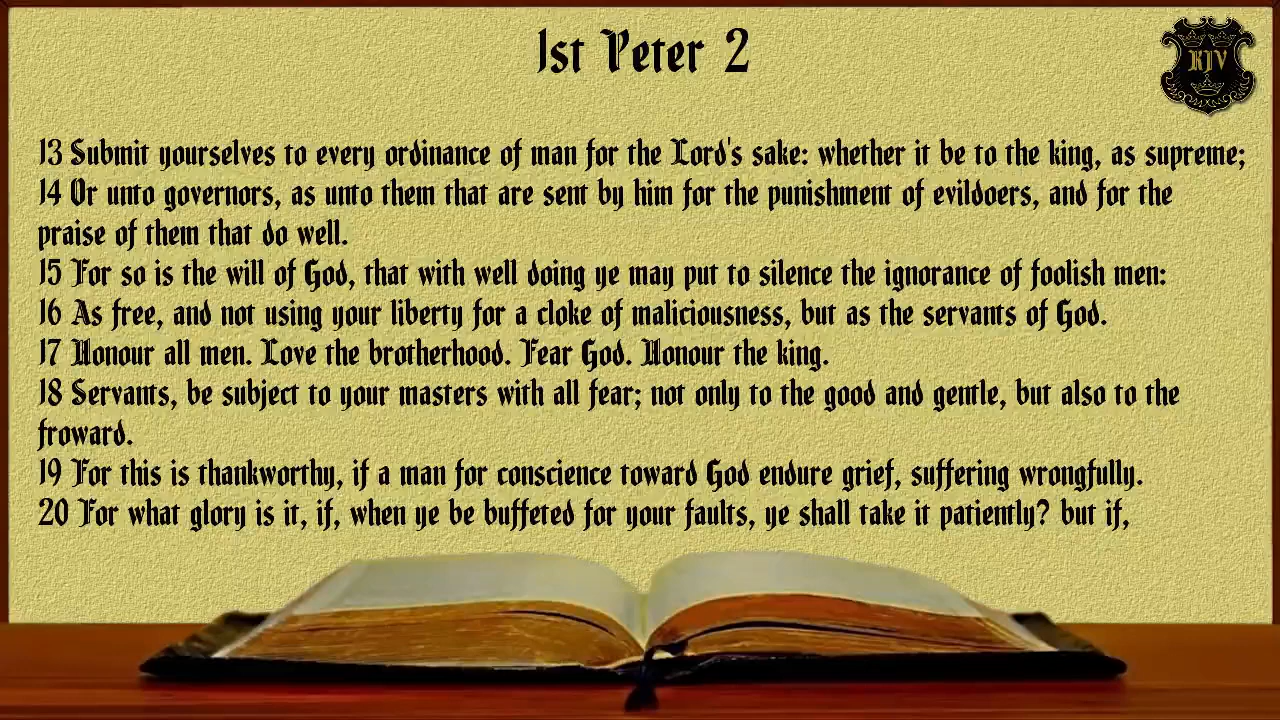 1st Peter 2
KJV
13 Submit yourselves to every ordinance of man for the Lord's sake: whether it be to the king, as supreme;
14 Or unto governors, as unto them that are sent by him for the punishment of evildoers, and for the
praise of them that do well.
15 For so is the will of God, that with well doing ye may put to silence the ignorance of foolish men:
16 As free, and not using your liberty for a cloke of maliciousness, but as the servants of God.
17 Honour all men. Love the brotherhood. Fear God. Honour the king.
18 Servants, be subject to your masters with all fear; not only to the good and gentle, but also to the
froward.
19 For this is thankworthy, if a man for conscience toward God endure grief, suffering wrongfully.
20 For what glory is it, if, when ye be buffeted for your faults, ye shall take it patiently? but if,